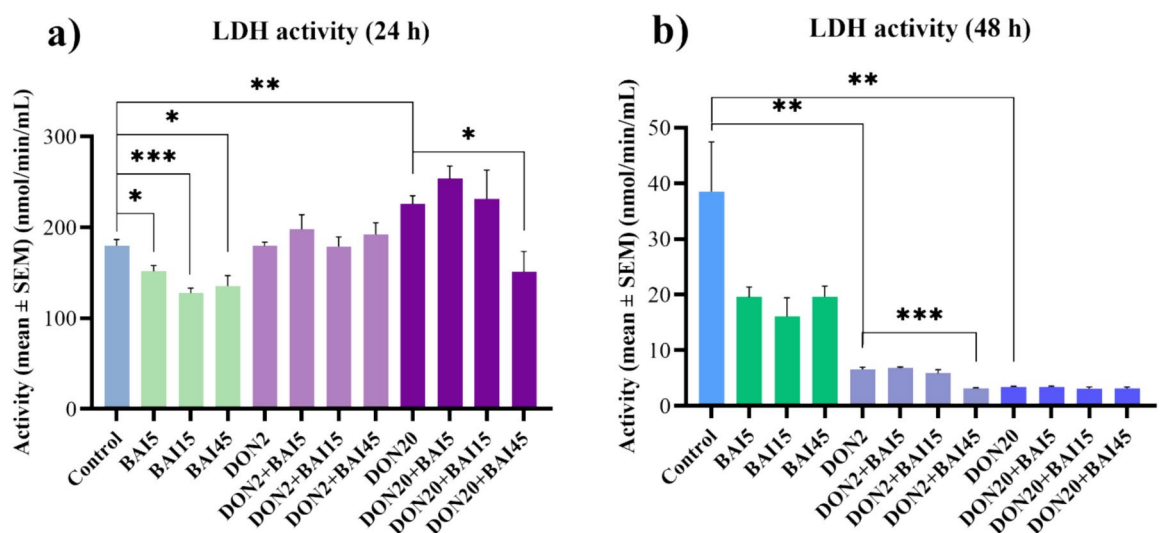 a)
LDH activity (24 h)
Activity (mean ± SEM) (nmol/min/mL)
300
200
100
0
**
*
***
*
*
Control
BAI5
BAI15
BAI45
DON2
DON2+BAI5
DON2+BAI15
DON2+BAI45
DON20
DON20+BAI5
DON20+BAI15
DON20+BAI45
b)
LDH activity (48 h)
Activity (mean ± SEM) (nmol/min/mL)
50
40
30
20
10
0
**
**
***
Control
BAI5
BAI15
BAI45
DON2
DON2+BAI5
DON2+BAI15
DON2+BAI45
DON20
DON20+BAI5
DON20+BAI15
DON20+BAI45